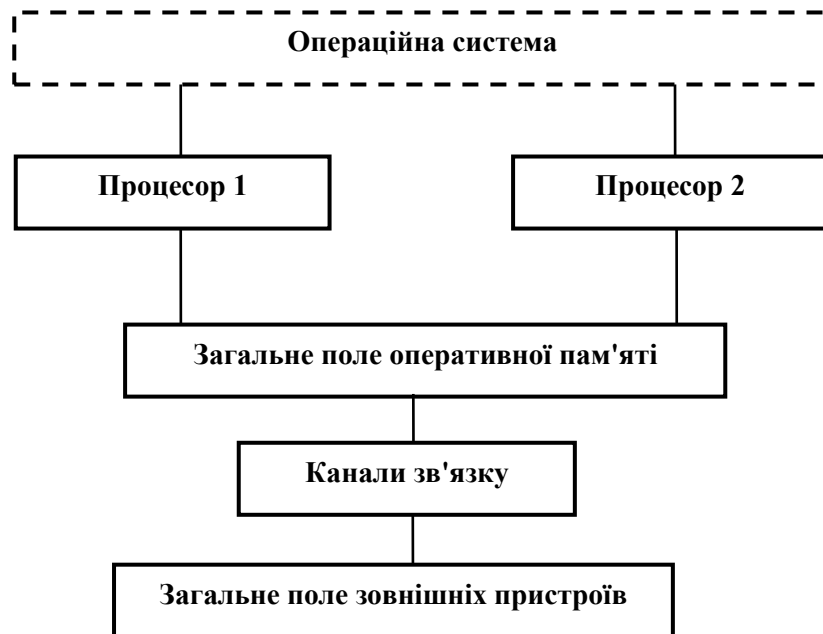 Операційна система
Процесор 1
Процесор 2
Загальне поле оперативної пам'яті
Канали зв'язку
Загальне поле зовнішніх пристроїв